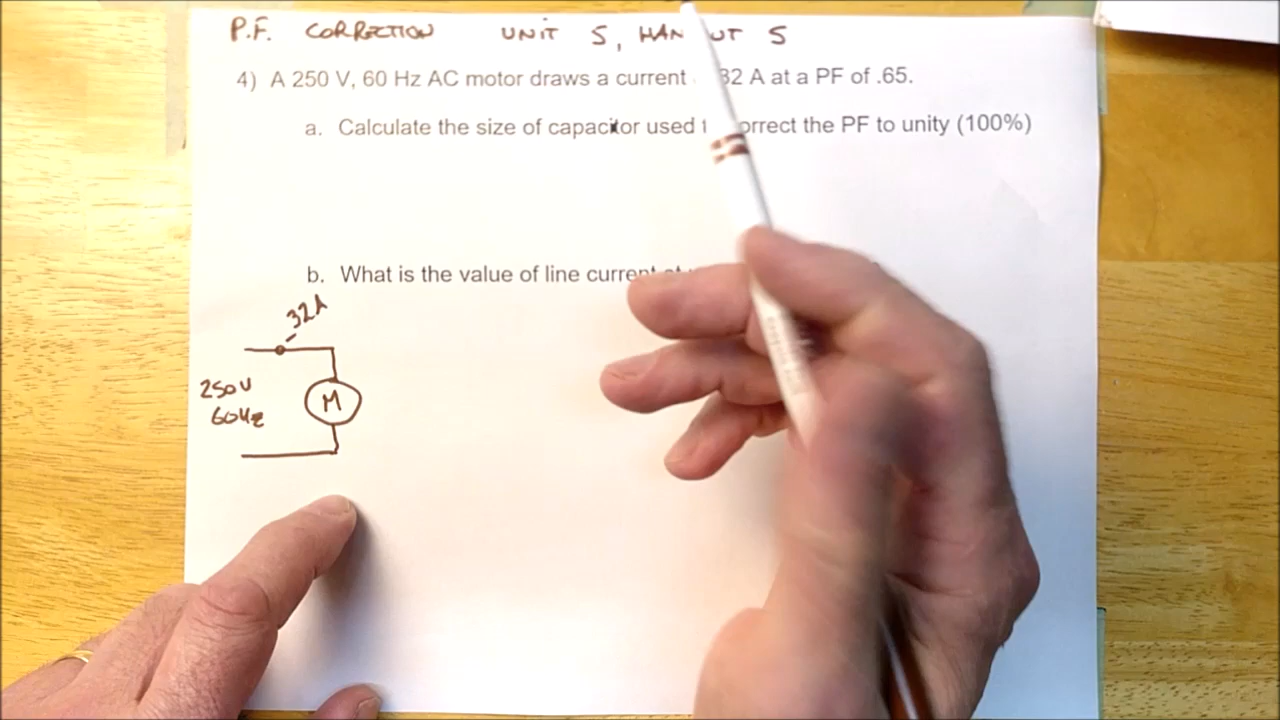 P.F. CORRECTION UNIT 5, HAN UT 5
4) A 250 V, 60 Hz AC motor draws a current 32 A at a PF of .65.
a. Calculate the size of capacitor used orrect the PF to unity (100%)
b. What is the value of line current
32A
250V
60Hz
M